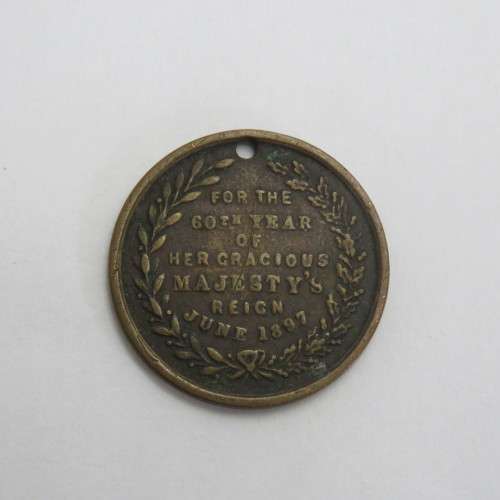 FOR THE
60TH YEAR
OF
HER GRACIOUS
MAJESTY'S
REIGN
JUNE 1897